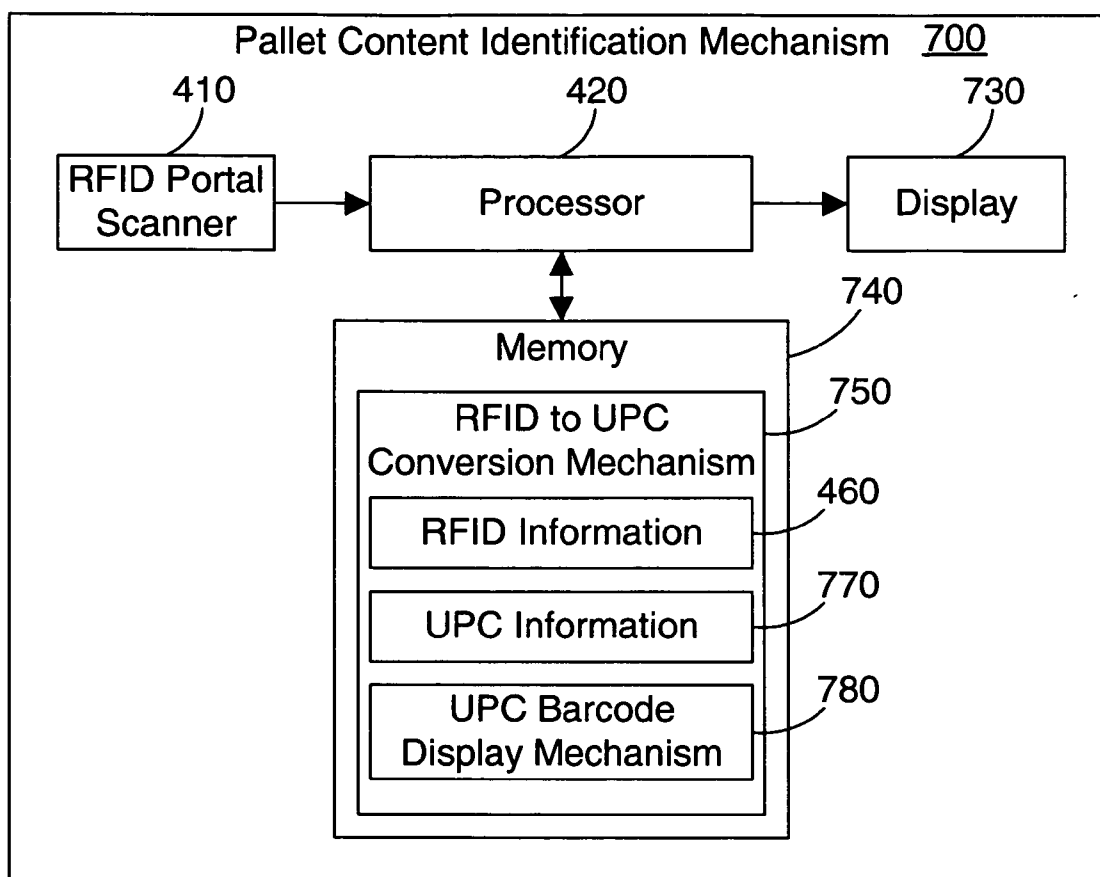 Pallet Content Identification Mechanism 700
410
420
730
RFID Portal
Scanner
Processor
Display
740
Memory
750
RFID to UPC
Conversion Mechanism
460
RFID Information
770
UPC Information
780
UPC Barcode
Display Mechanism